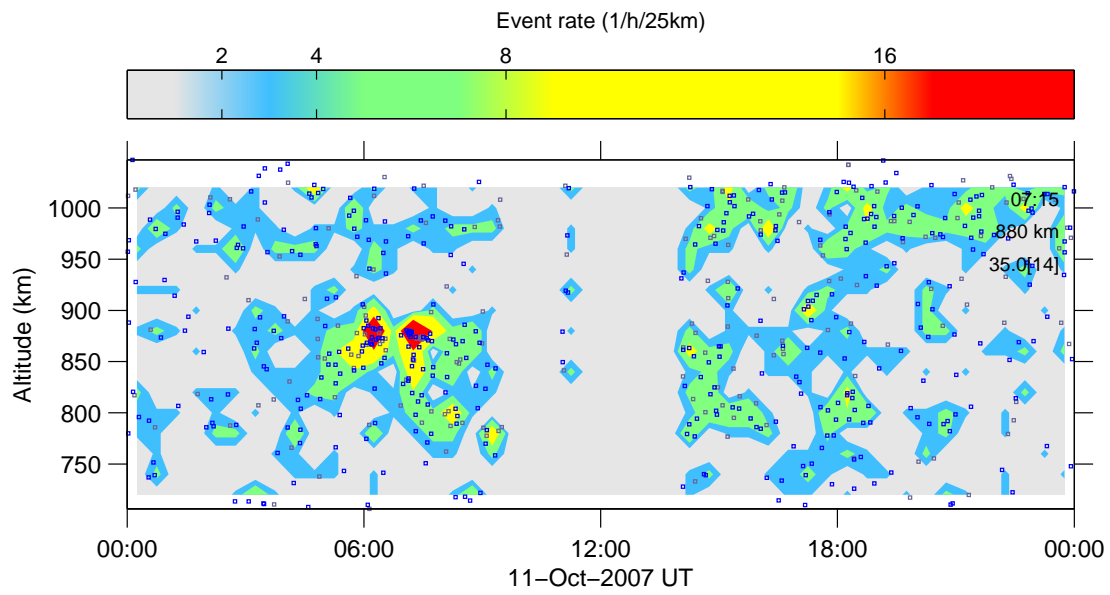 Event rate (1/h/25km)
2 4 8 16
1000
950
900
850
800
750
Altitude (km)
07:15
880 km
35.0[14]
00:00 06:00 12:00 18:00 00:00
11−Oct−2007 UT